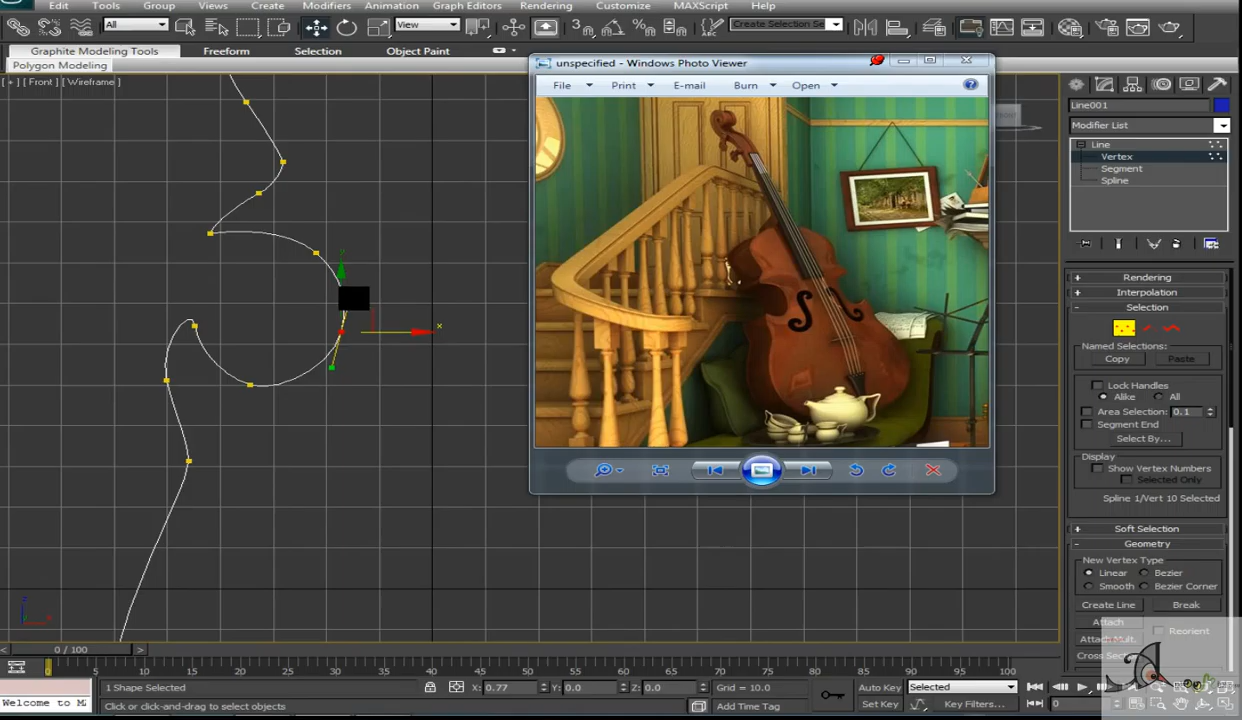 Edit Tools Group Views Create Modifiers Animation Graph Editors Rendering Customize MAXScript Help
All View Create Selection Se
Graphite Modeling Tools Freeform Selection Object Paint
Polygon Modeling
[ + ] [ Front ] [ Wireframe ]
unspecified - Windows Photo Viewer
File Print E-mail Burn Open
Line001
Modifier List
Line
Vertex
Segment
Spline
Rendering
Interpolation
Selection
Named Selections:
Copy Paste
Lock Handles
Alike All
Area Selection: 0.1
Segment End
Select By...
Display
Show Vertex Numbers
Selected Only
Spline 1/Vert 10 Selected
Soft Selection
Geometry
New Vertex Type
Linear Bezier
Smooth Bezier Corner
Create Line Break
Attach Reorient
Attach Mult.
0 / 100
0 5 10 15 20 25 30 35 40 45 50 55 60 65 70 75 80 85 90 95 100
1 Shape Selected X: 0.77 Y: 0.0 Z: 0.0 Grid = 10.0 Auto Key Selected
Welcome to MA Click or click-and-drag to select objects Add Time Tag Set Key Key Filters... 0